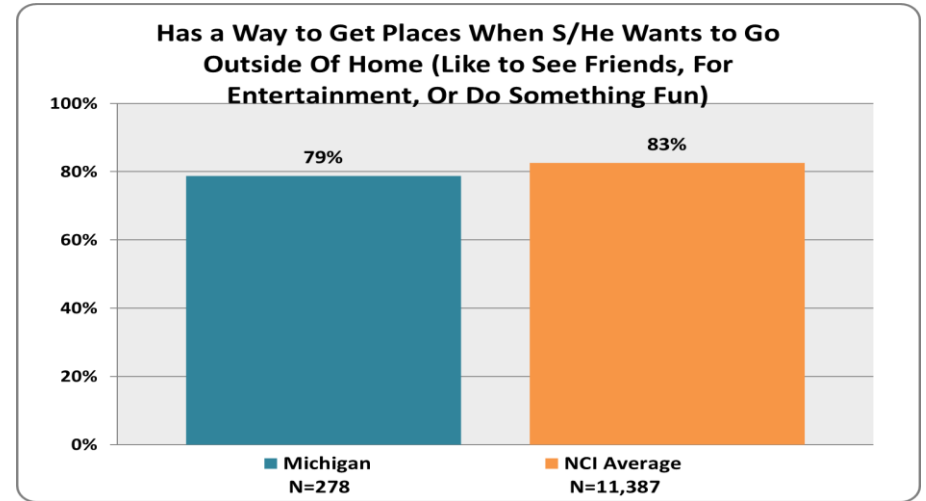 Has a Way to Get Places When S/He Wants to Go
Outside Of Home (Like to See Friends, For
Entertainment, Or Do Something Fun)
100%
80%
60%
40%
20%
0%
79%
83%
Michigan
N=278
NCI Average
N=11,387